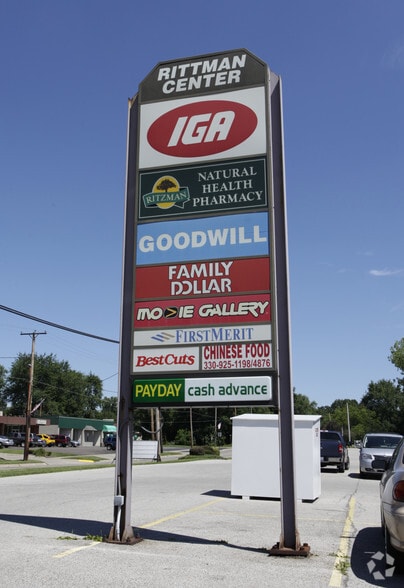 RITTMAN
CENTER
IGA
RITZMAN
NATURAL
HEALTH
PHARMACY
GOODWILL
FAMILY
DOLLAR
MOVIE GALLERY
FIRSTMERIT
BestCuts
CHINESE FOOD
330-925-1198/4876
PAYDAY cash advance